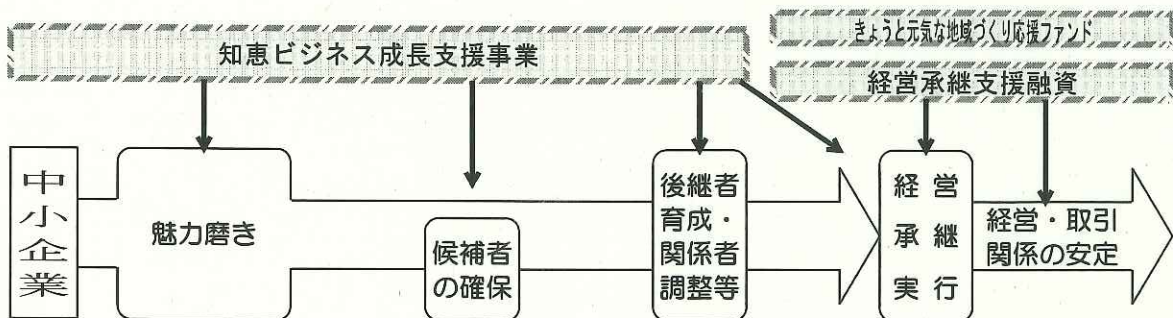 知恵ビジネス成長支援事業
きょうと元気な地域づくり応援ファンド
経営承継支援融資
中小企業
魅力磨き
候補者
の確保
後継者
育成・
関係者
調整等
経営
承継
実行
経営・取引
関係の安定